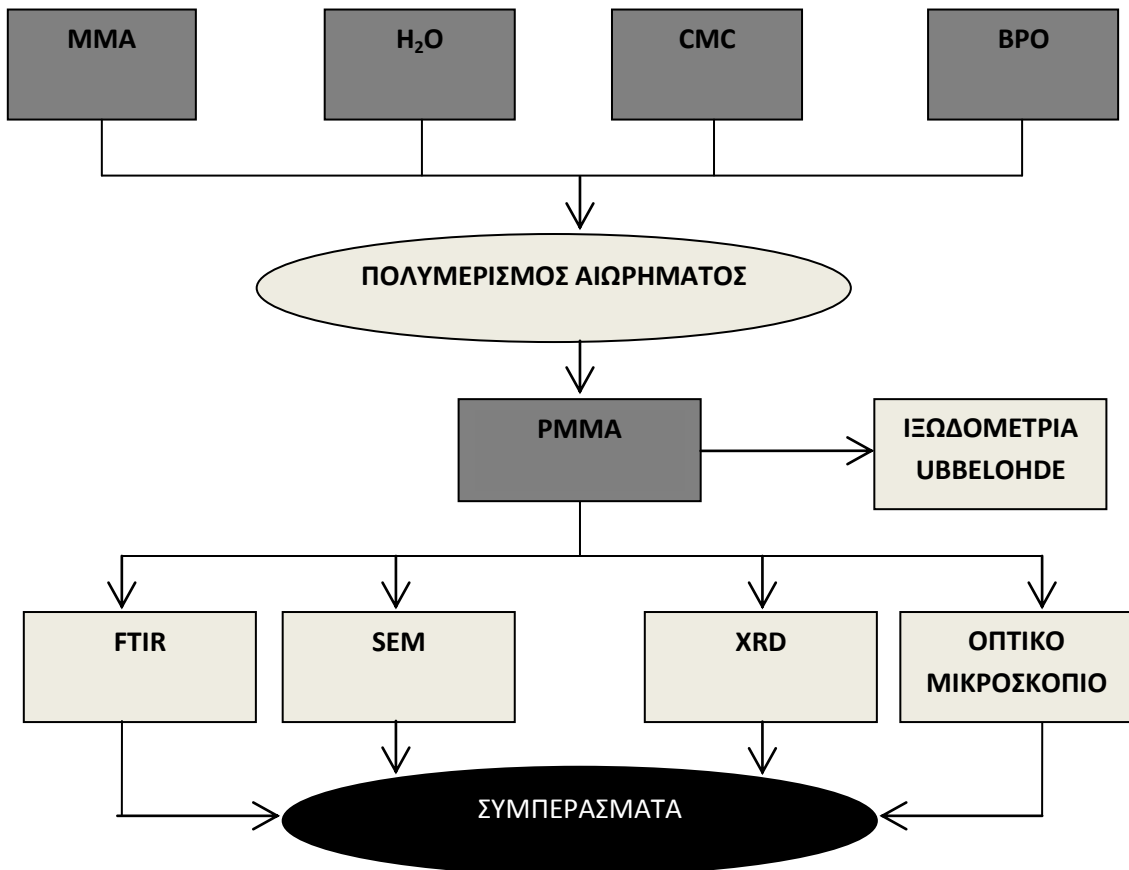 MMA
H₂O
CMC
BPO
ΠΟΛΥΜΕΡΙΣΜΟΣ ΑΙΩΡΗΜΑΤΟΣ
PMMA
ΙΞΩΔΟΜΕΤΡΙΑ
UBBELOHDE
FTIR
SEM
XRD
ΟΠΤΙΚΟ
ΜΙΚΡΟΣΚΟΠΙΟ
ΣΥΜΠΕΡΑΣΜΑΤΑ